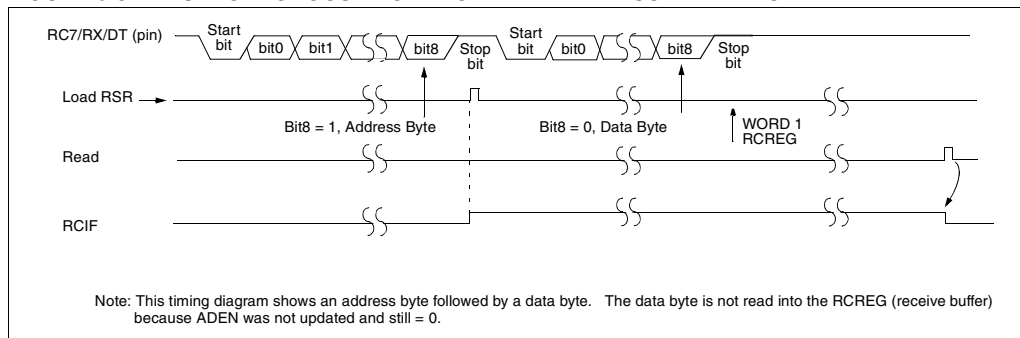 RC7/RX/DT (pin)
Start
bit
bit0
bit1
bit8
Stop
bit
Start
bit
bit0
bit8
Stop
bit
Load RSR
Bit8 = 1, Address Byte
Bit8 = 0, Data Byte
WORD 1
RCREG
Read
RCIF
Note: This timing diagram shows an address byte followed by a data byte. The data byte is not read into the RCREG (receive buffer)
because ADEN was not updated and still = 0.